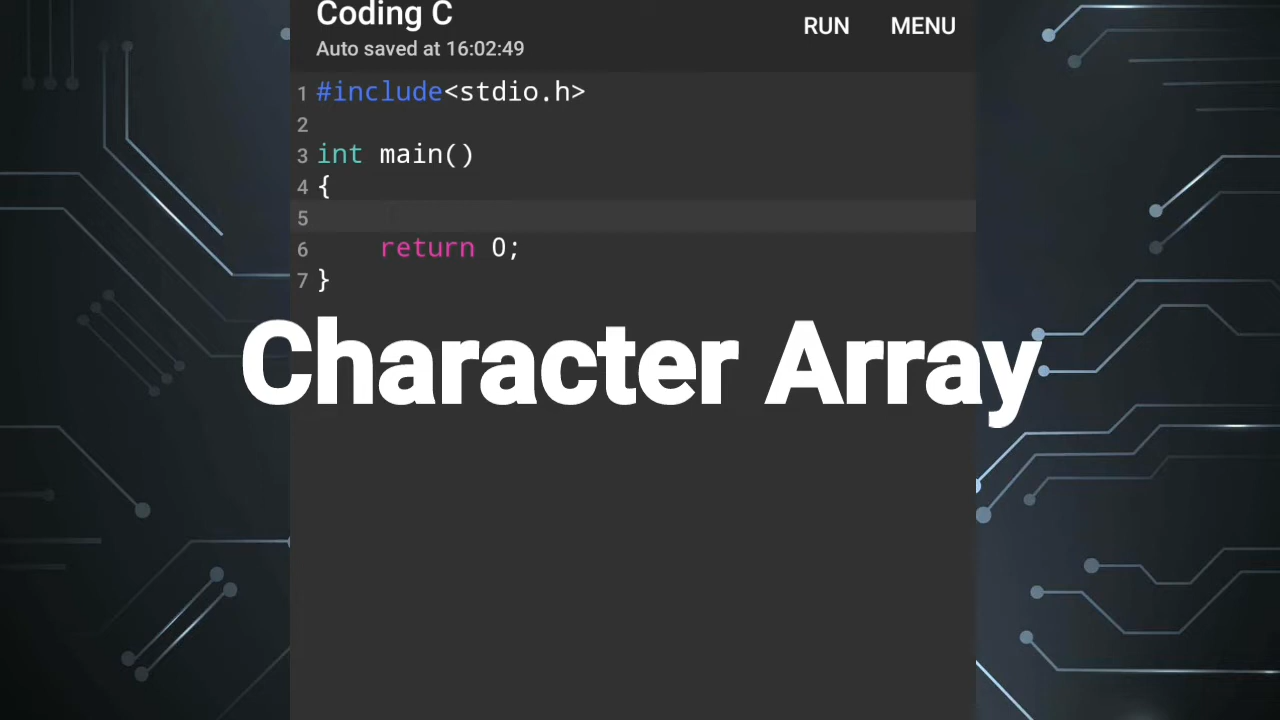 Coding C
RUN MENU
Auto saved at 16:02:49
1 #include<stdio.h>
2
3 int main()
4 {
5
6     return 0;
7 }
Character Array